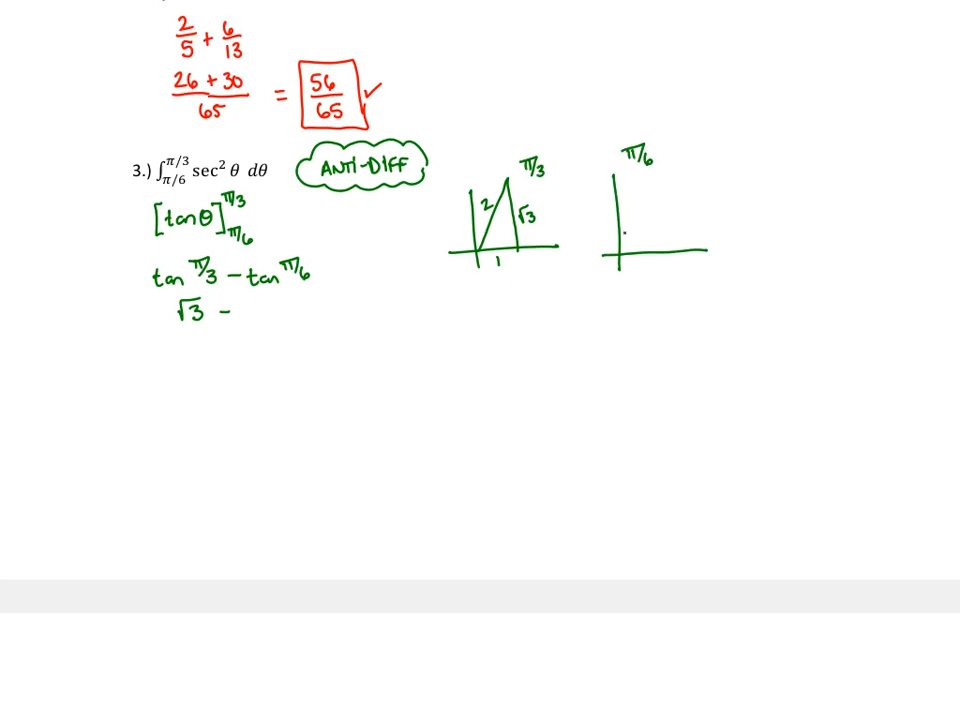 2/5 + 6/13
26 + 30 / 65 = 56/65 ✓
3.) ∫_{π/6}^{π/3} sec² θ dθ
ANTI-DIFF
[tanθ]_{π/6}^{π/3}
tan π/3 - tan π/6
√3 -
π/3
2
√3
1
π/6